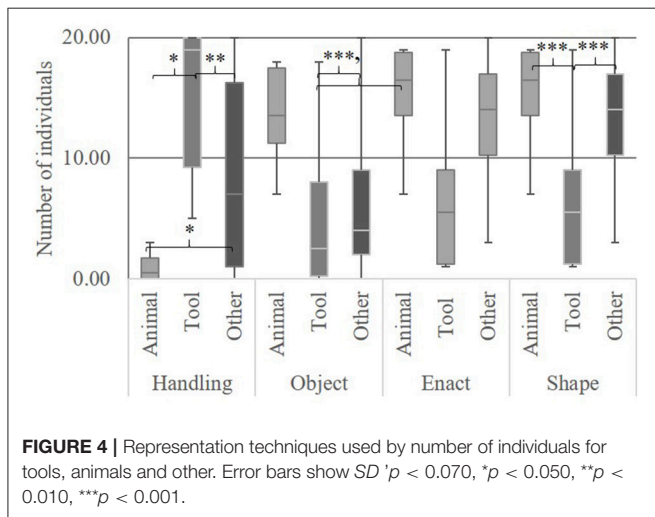 20.00
* ** ***, *** ***
10.00
*
0.00
Number of individuals
Animal Tool Other Animal Tool Other Animal Tool Other Animal Tool Other
Handling Object Enact Shape
FIGURE 4 | Representation techniques used by number of individuals for
tools, animals and other. Error bars show SD 'p < 0.070, *p < 0.050, **p <
0.010, ***p < 0.001.